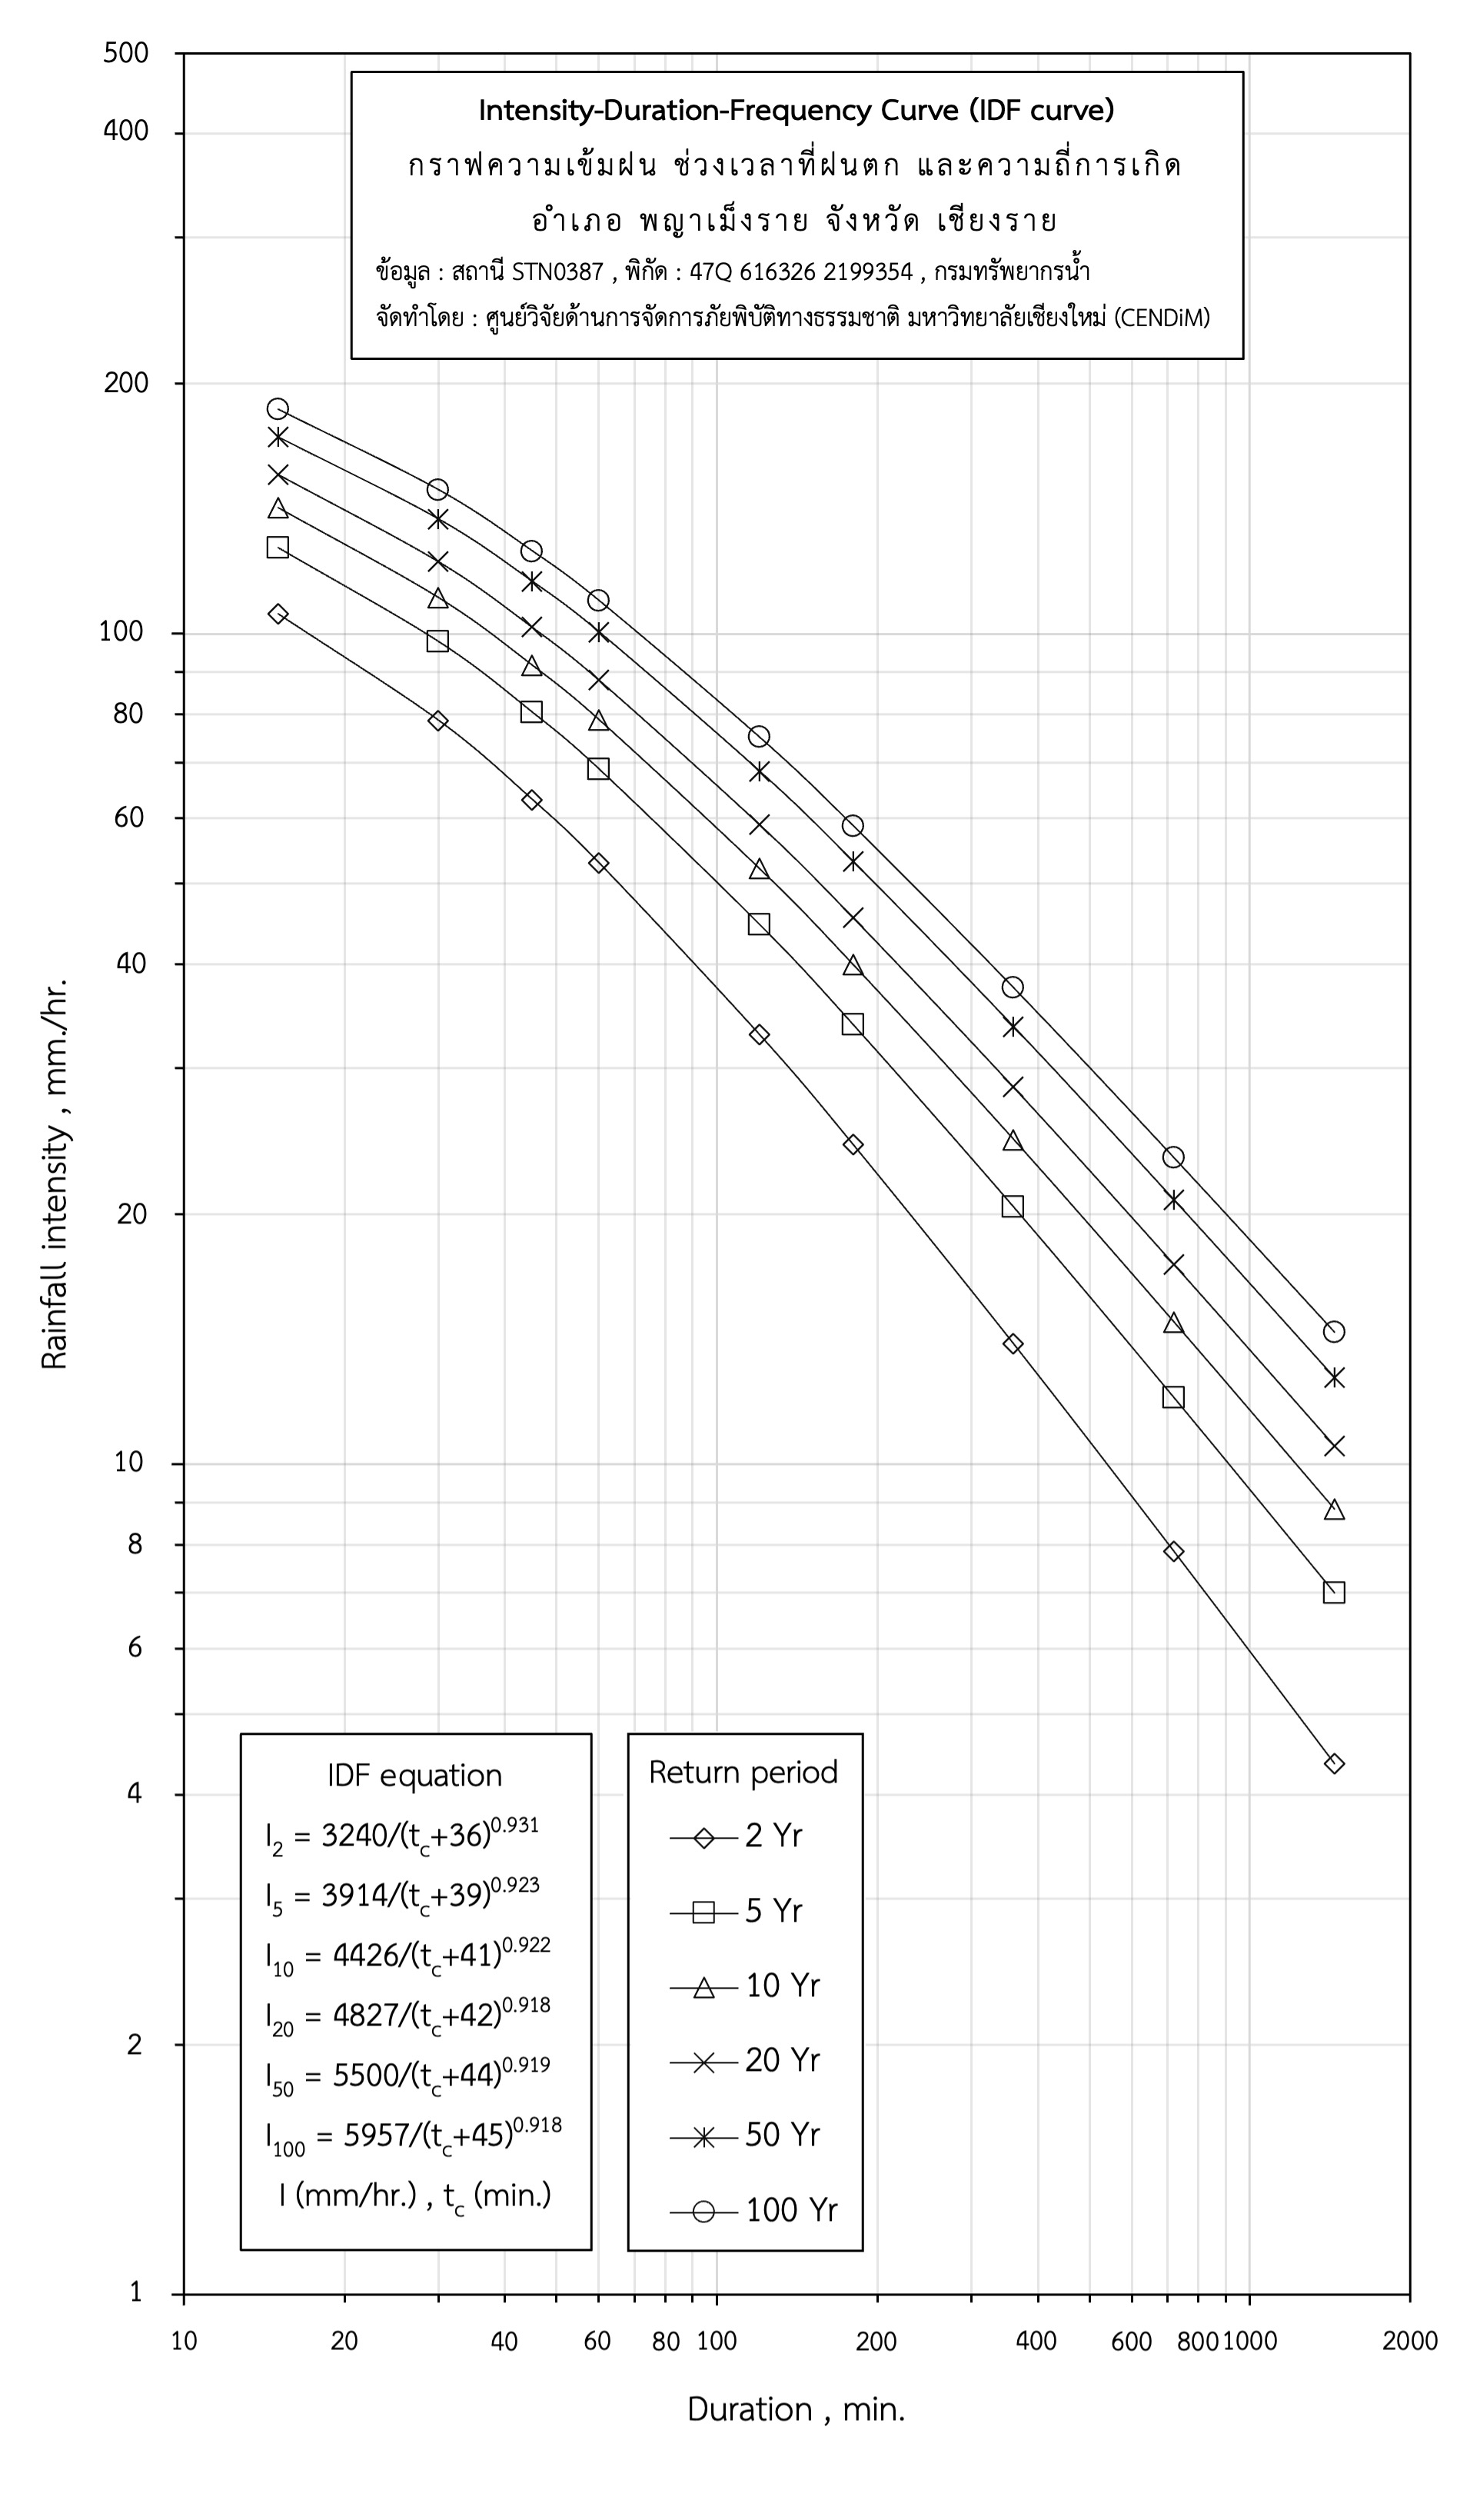 Intensity-Duration-Frequency Curve (IDF curve)
กราฟความเข้มฝน ช่วงเวลาที่ฝนตก และความถี่การเกิด
อำเภอ พญาเม็งราย จังหวัด เชียงราย
ข้อมูล : สถานี STN0387 , พิกัด : 47Q 616326 2199354 , กรมทรัพยากรน้ำ
จัดทำโดย : ศูนย์วิจัยด้านการจัดการภัยพิบัติทางธรรมชาติ มหาวิทยาลัยเชียงใหม่ (CENDiM)
500
400
200
100
80
60
40
20
10
8
6
4
2
1
Rainfall intensity , mm./hr.
IDF equation
I₂ = 3240/(t_c+36)^0.931
I₅ = 3914/(t_c+39)^0.923
I₁₀ = 4426/(t_c+41)^0.922
I₂₀ = 4827/(t_c+42)^0.918
I₅₀ = 5500/(t_c+44)^0.919
I₁₀₀ = 5957/(t_c+45)^0.918
I (mm/hr.) , t_c (min.)
Return period
2 Yr
5 Yr
10 Yr
20 Yr
50 Yr
100 Yr
10 20 40 60 80 100 200 400 600 800 1000 2000
Duration , min.